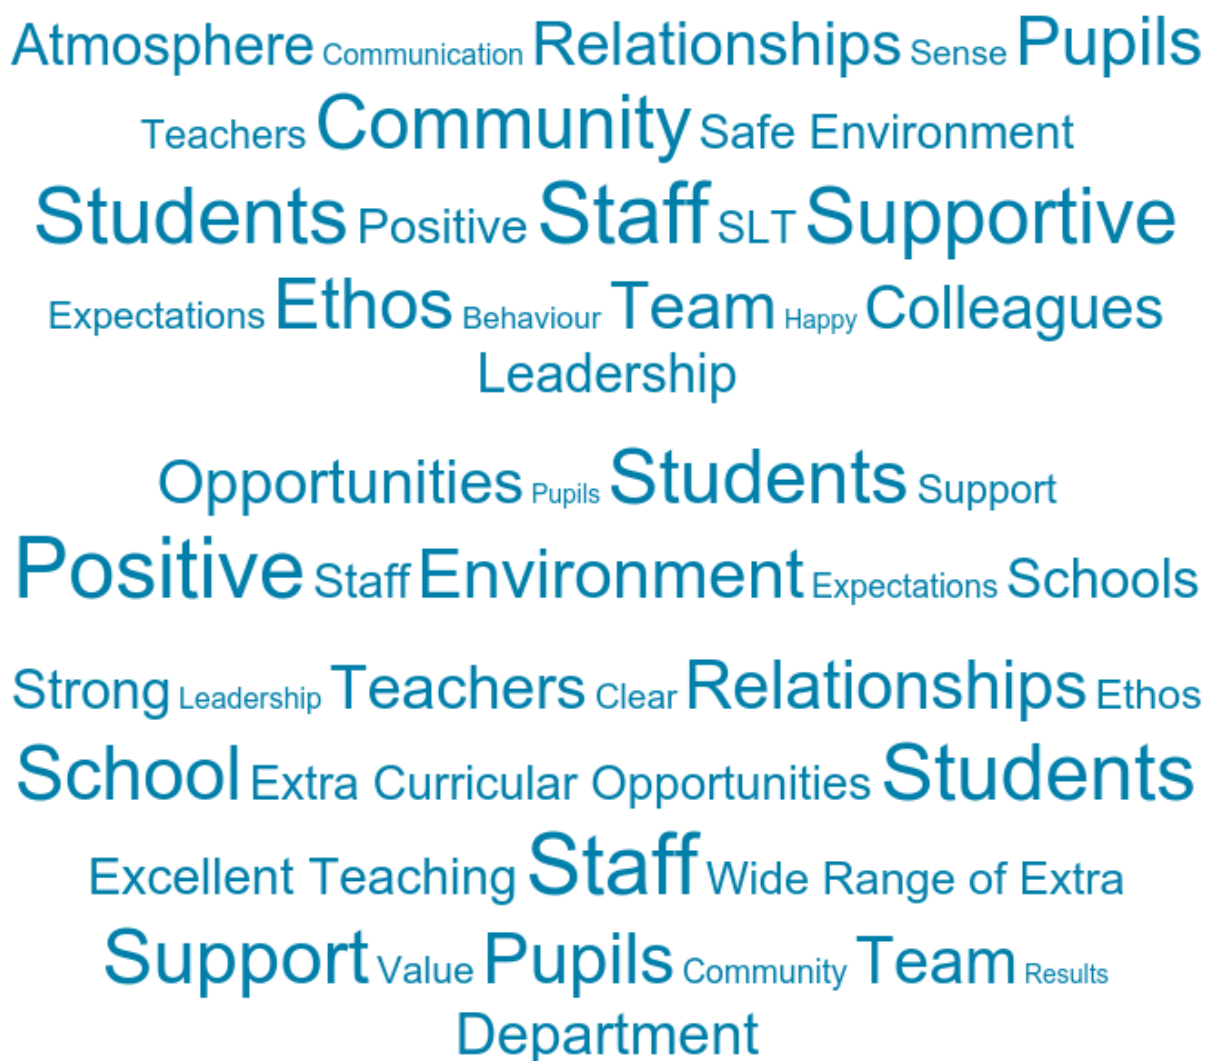 Atmosphere Communication Relationships Sense Pupils
Teachers Community Safe Environment
Students Positive Staff SLT Supportive
Expectations Ethos Behaviour Team Happy Colleagues
Leadership
Opportunities Pupils Students Support
Positive Staff Environment Expectations Schools
Strong Leadership Teachers Clear Relationships Ethos
School Extra Curricular Opportunities Students
Excellent Teaching Staff Wide Range of Extra
Support Value Pupils Community Team Results
Department